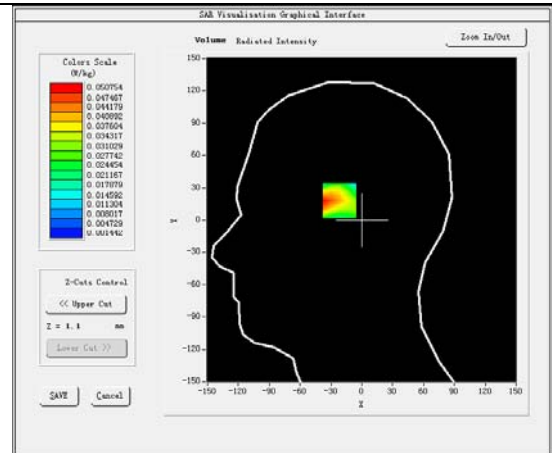 SAR Visualisation Graphical Interface
Volume Radiated Intensity
Zoom In/Out
Colors Scale
(W/kg)
0.050754
0.047467
0.044179
0.040892
0.037604
0.034317
0.031029
0.027742
0.024454
0.021167
0.017879
0.014592
0.011304
0.008017
0.004729
0.001442
Z-Cuts Control
<< Upper Cut
Z = 1.1 mm
Lower Cut >>
SAVE
Cancel
150
120
90
60
30
0
-30
-60
-90
-120
-150
Y
-150 -120 -90 -60 -30 0 30 60 90 120 150
X